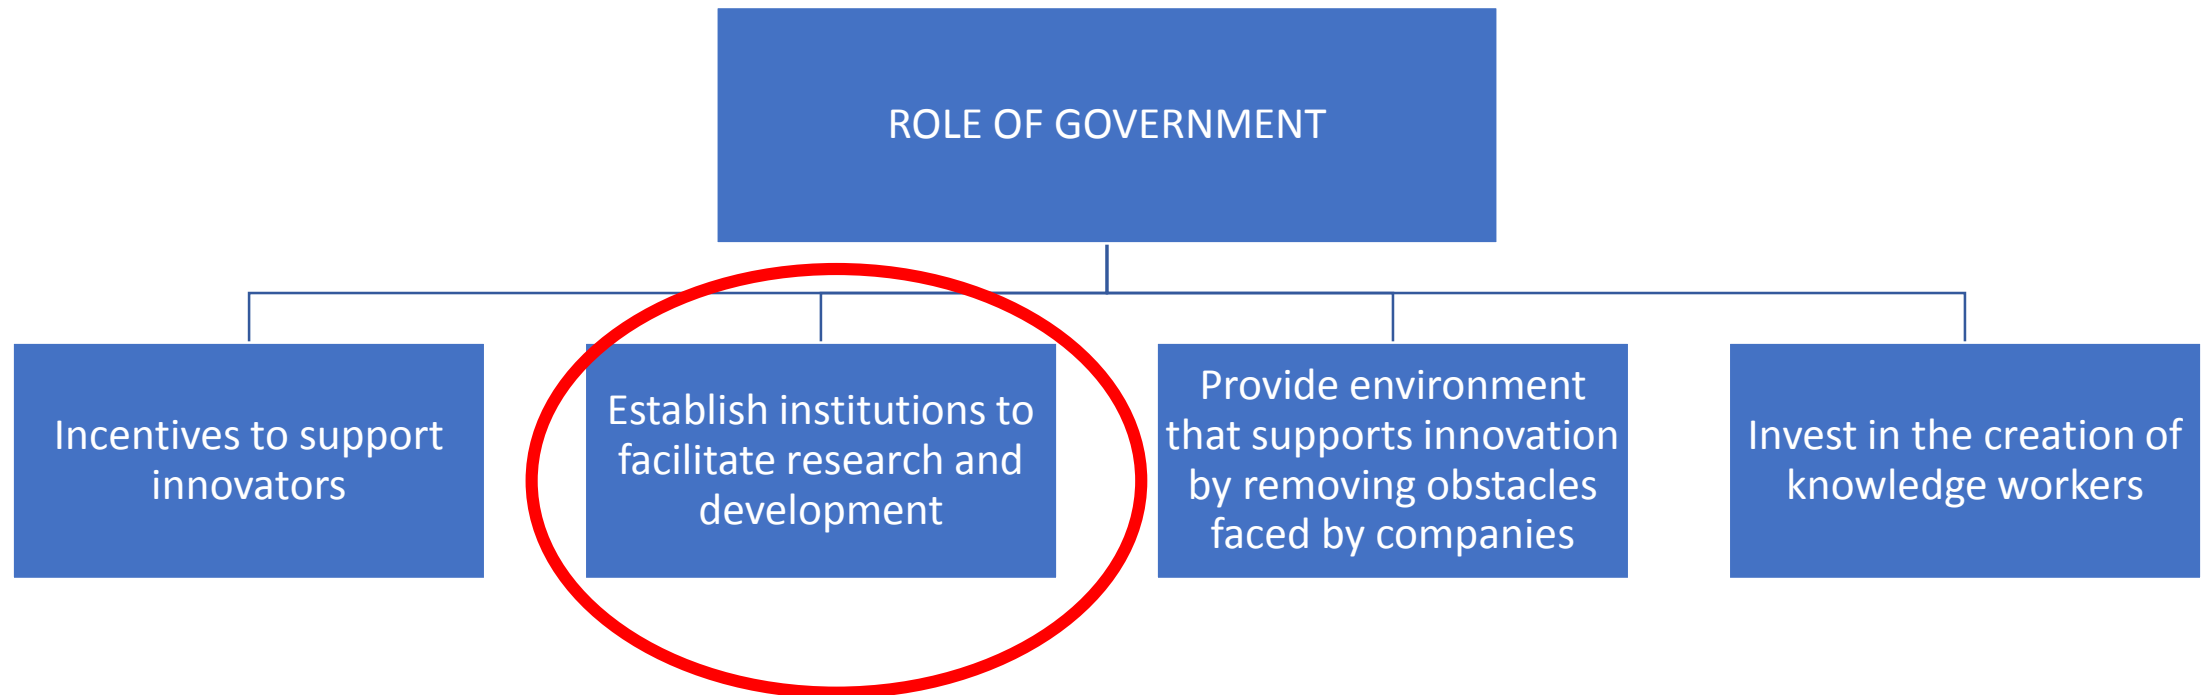 ROLE OF GOVERNMENT
Incentives to support
innovators
Establish institutions to
facilitate research and
development
Provide environment
that supports innovation
by removing obstacles
faced by companies
Invest in the creation of
knowledge workers